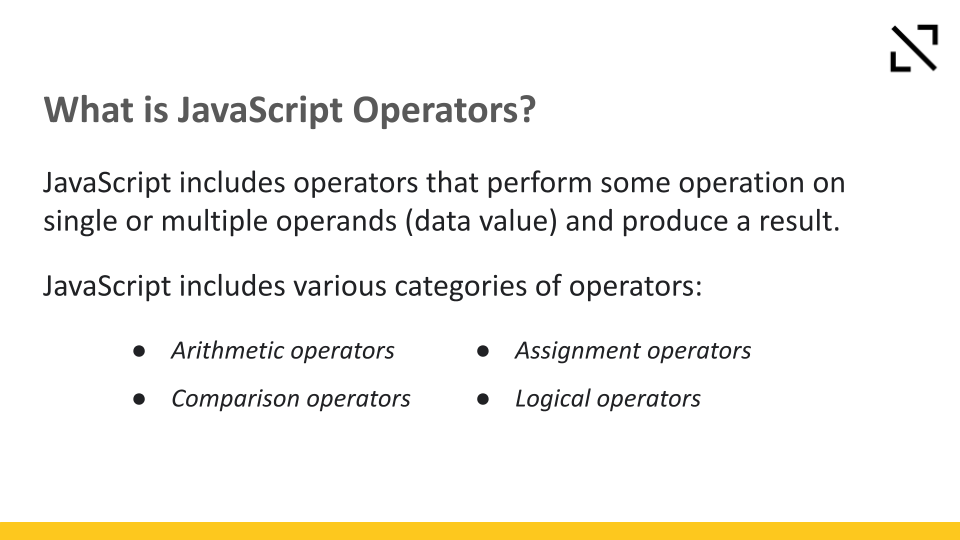 What is JavaScript Operators?
JavaScript includes operators that perform some operation on
single or multiple operands (data value) and produce a result.
JavaScript includes various categories of operators:
● Arithmetic operators
● Comparison operators
● Assignment operators
● Logical operators